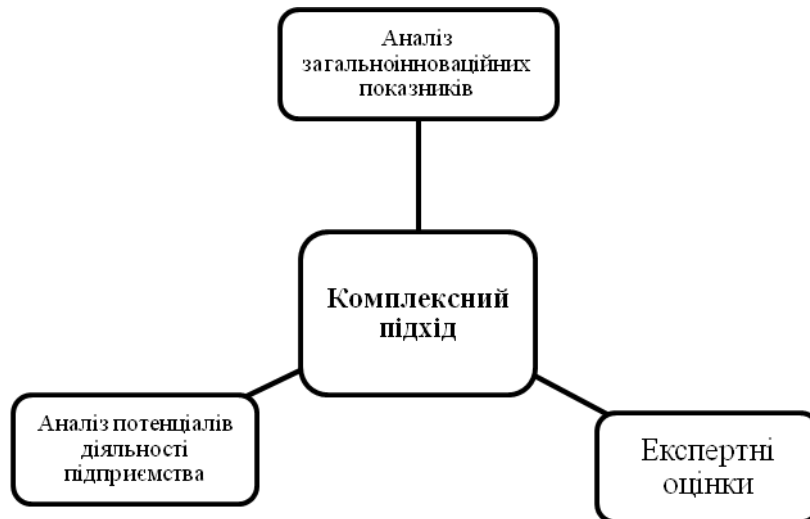 Аналіз
загальноінноваційних
показників
Комплексний
підхід
Аналіз потенціалів
діяльності
підприємства
Експертні
оцінки